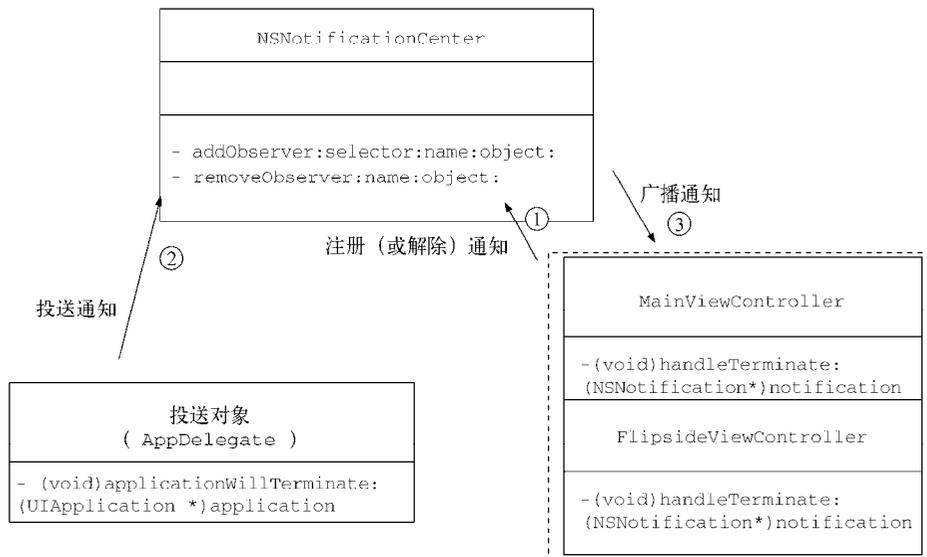 NSNotificationCenter
- addObserver:selector:name:object:
- removeObserver:name:object:
广播通知
①
③
注册（或解除）通知
②
投送通知
MainViewController
-(void)handleTerminate:
(NSNotification*)notification
投送对象
( AppDelegate )
FlipsideViewController
- (void)applicationWillTerminate:
(UIApplication *)application
-(void)handleTerminate:
(NSNotification*)notification